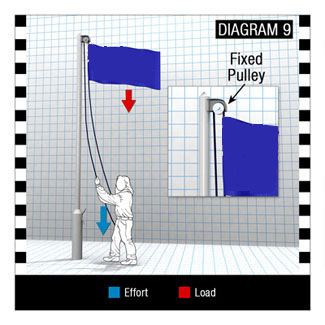 DIAGRAM 9
Fixed
Pulley
Effort
Load